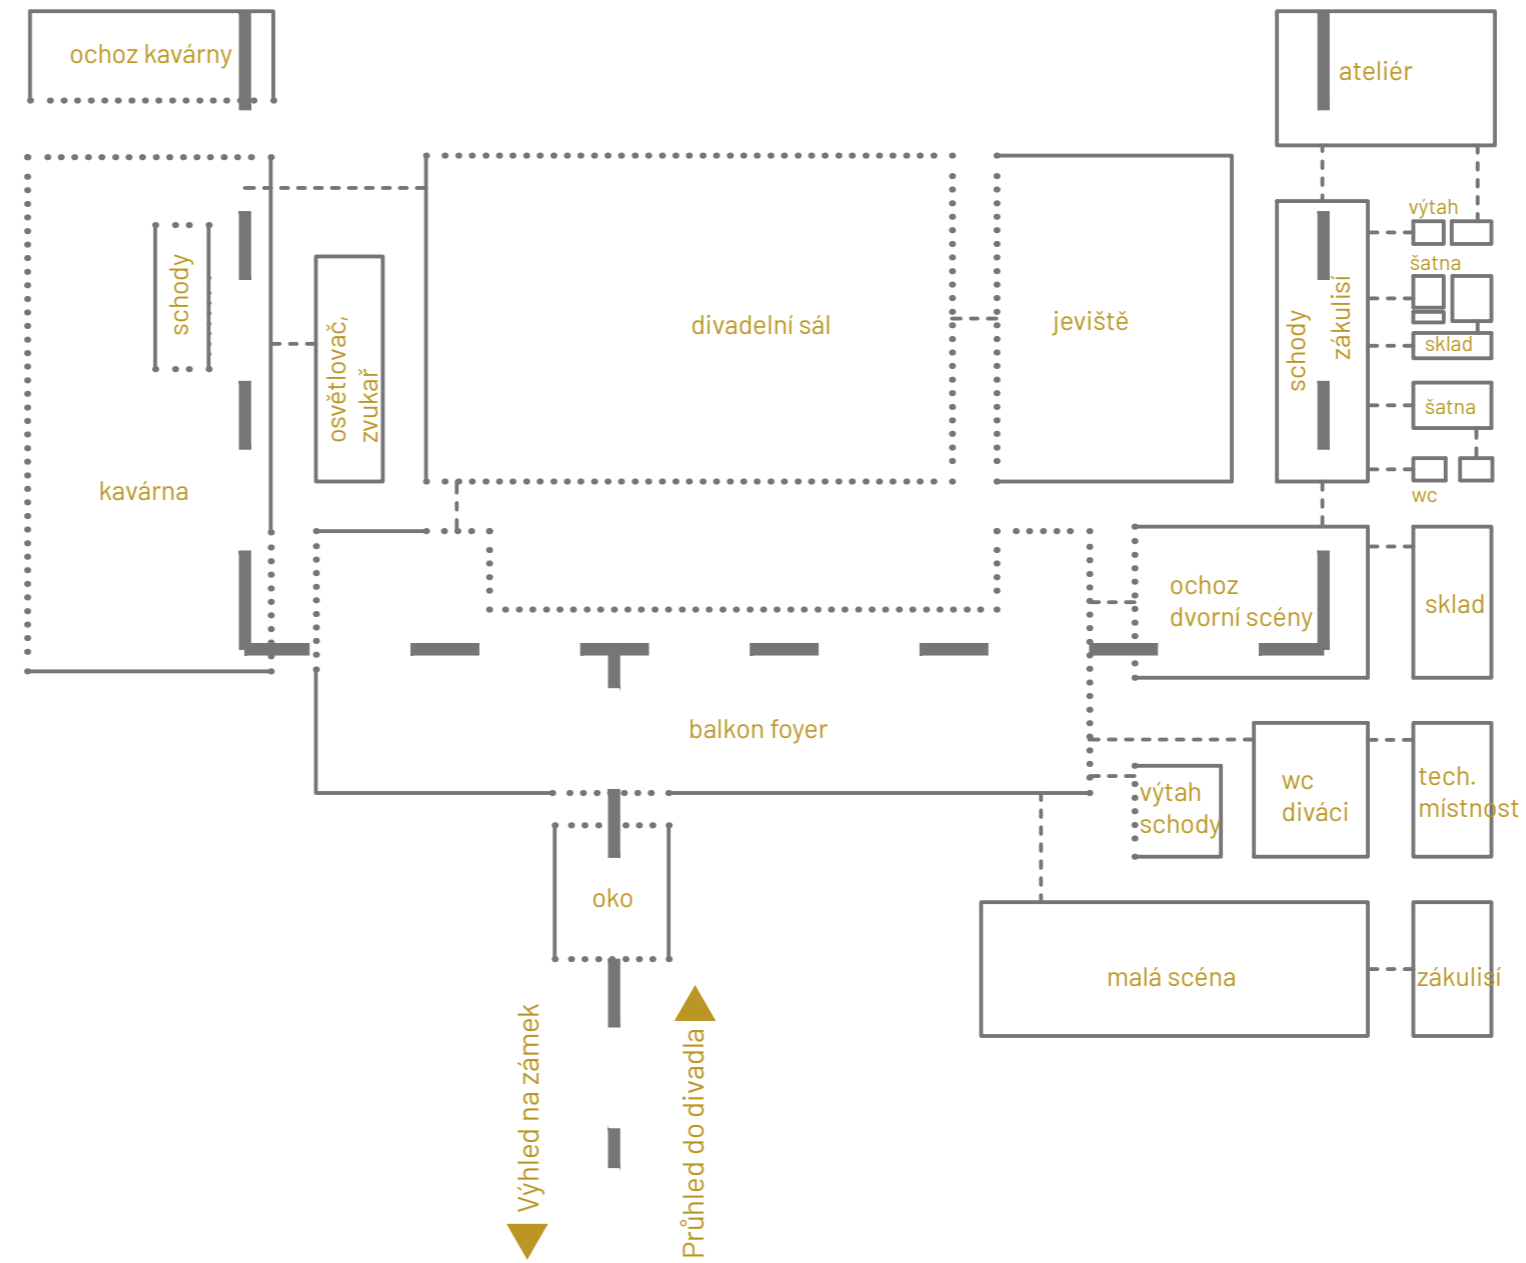 ochoz kavárny
ateliér
výtah
šatna
schody
osvětlovač,
zvukař
divadelní sál
jeviště
schody
zákulisí
sklad
šatna
kavárna
wc
ochoz
dvorní scény
sklad
balkon foyer
výtah
schody
wc
diváci
tech.
místnost
oko
malá scéna
zákulisí
Výhled na zámek
Průhled do divadla